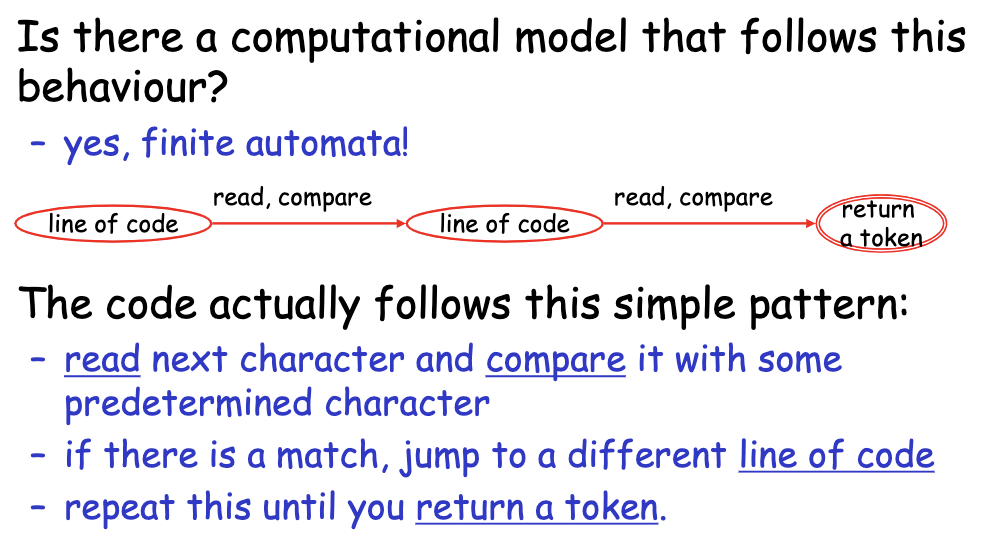 Is there a computational model that follows this
behaviour?
– yes, finite automata!
read, compare
read, compare
line of code
line of code
return
a token
The code actually follows this simple pattern:
– read next character and compare it with some
predetermined character
– if there is a match, jump to a different line of code
– repeat this until you return a token.